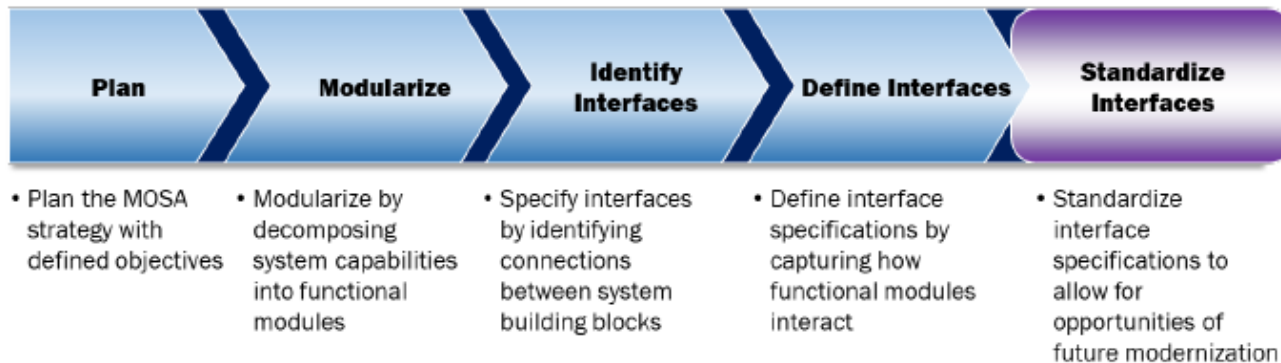 Plan
Modularize
Identify
Interfaces
Define Interfaces
Standardize
Interfaces
• Plan the MOSA
strategy with
defined objectives
• Modularize by
decomposing
system capabilities
into functional
modules
• Specify interfaces
by identifying
connections
between system
building blocks
• Define interface
specifications by
capturing how
functional modules
interact
• Standardize
interface
specifications to
allow for
opportunities of
future modernization